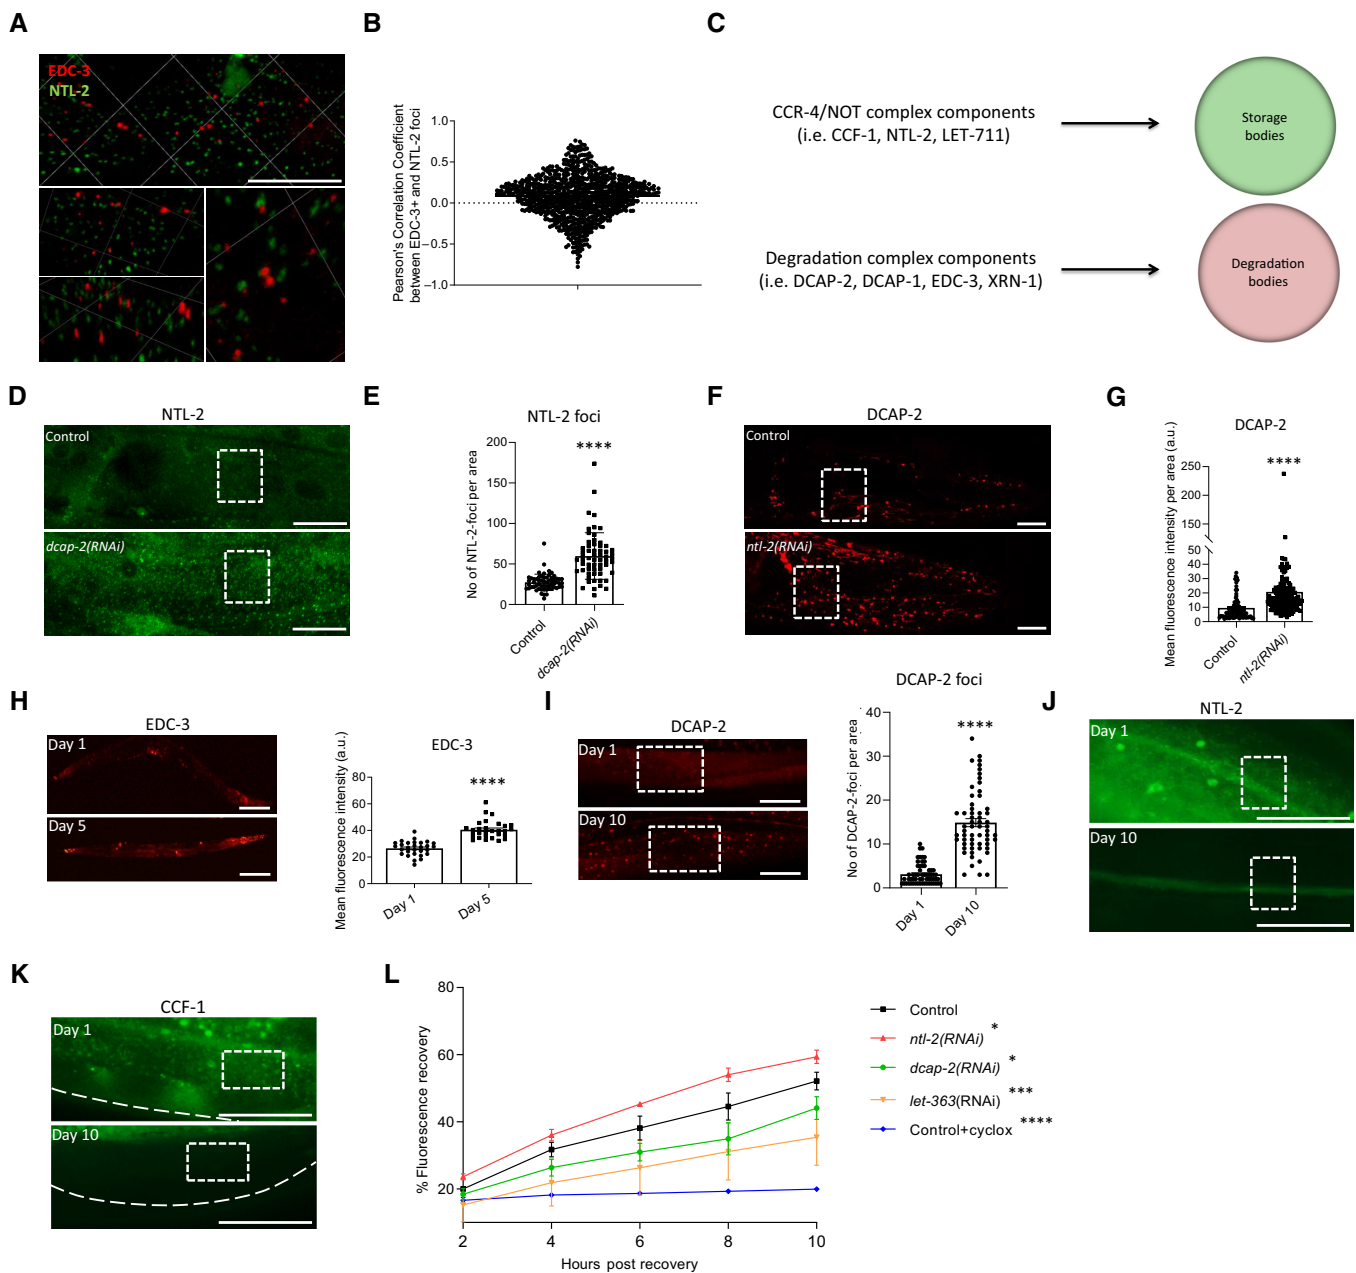 A
EDC-3
NTL-2
B
Pearson's Correlation Coefficient
between EDC-3+ and NTL-2 foci
1.0
0.5
0.0
−0.5
−1.0
C
CCR-4/NOT complex components
(i.e. CCF-1, NTL-2, LET-711)
Storage
bodies
Degradation complex components
(i.e. DCAP-2, DCAP-1, EDC-3, XRN-1)
Degradation
bodies
D
NTL-2
Control
dcap-2(RNAi)
E
NTL-2 foci
No of NTL-2-foci per area
200
150
100
50
0
****
Control
dcap-2(RNAi)
F
DCAP-2
Control
ntl-2(RNAi)
G
DCAP-2
Mean fluorescence intensity per area (a.u.)
250
200
150
100
50
50
40
30
20
10
0
****
Control
ntl-2(RNAi)
H
EDC-3
Day 1
Day 5
EDC-3
Mean fluorescence intensity (a.u.)
80
60
40
20
0
****
Day 1
Day 5
I
DCAP-2
Day 1
Day 10
DCAP-2 foci
No of DCAP-2-foci per area
40
30
20
10
0
****
Day 1
Day 10
J
NTL-2
Day 1
Day 10
K
CCF-1
Day 1
Day 10
L
% Fluorescence recovery
80
60
40
20
2
4
6
8
10
Hours post recovery
Control
ntl-2(RNAi) *
dcap-2(RNAi) *
let-363(RNAi) ***
Control+cyclox ****